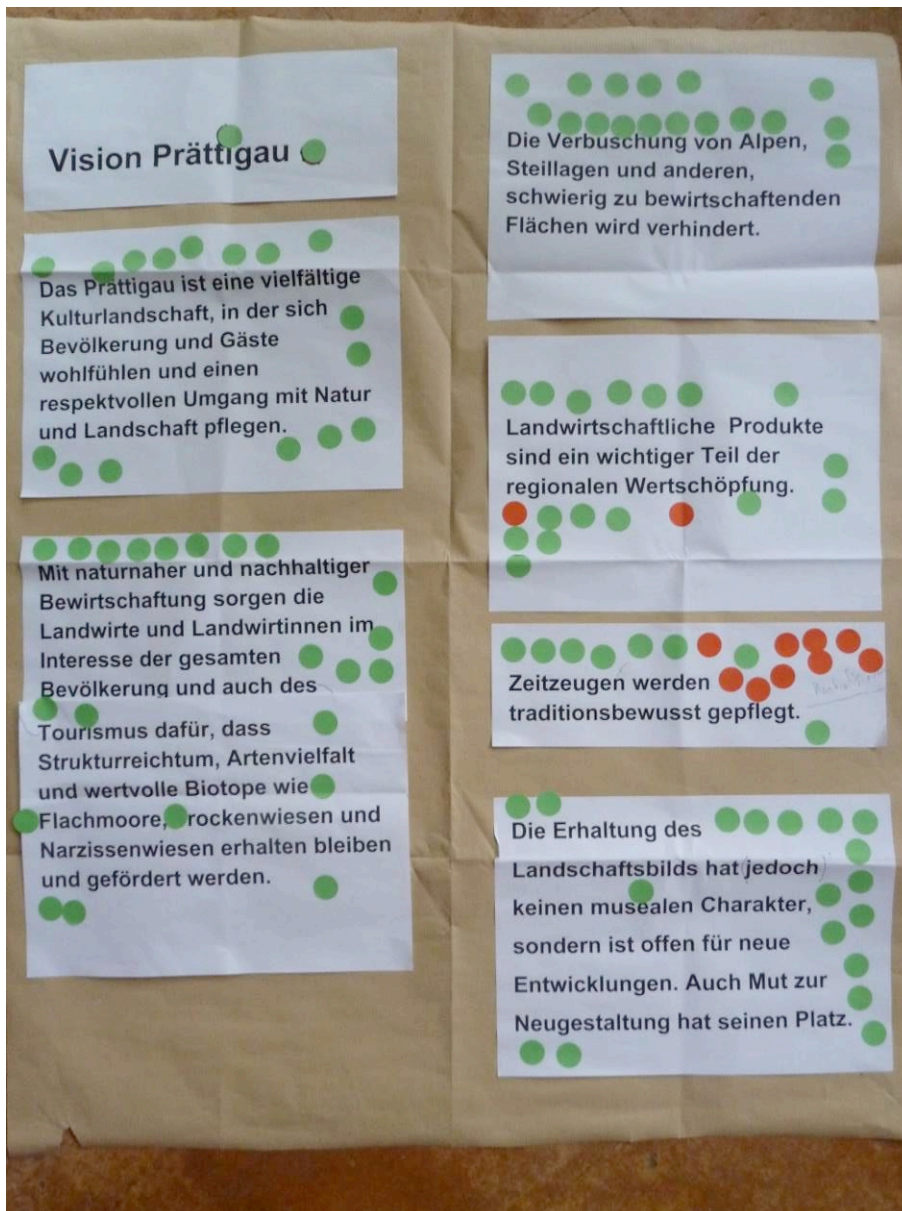 Vision Prättigau
Das Prättigau ist eine vielfältige
Kulturlandschaft, in der sich
Bevölkerung und Gäste
wohlfühlen und einen
respektvollen Umgang mit Natur
und Landschaft pflegen.
Mit naturnaher und nachhaltiger
Bewirtschaftung sorgen die
Landwirte und Landwirtinnen im
Interesse der gesamten
Bevölkerung und auch des
Tourismus dafür, dass
Strukturreichtum, Artenvielfalt
und wertvolle Biotope wie
Flachmoore, Trockenwiesen und
Narzissenwiesen erhalten bleiben
und gefördert werden.
Die Verbuschung von Alpen,
Steillagen und anderen,
schwierig zu bewirtschaftenden
Flächen wird verhindert.
Landwirtschaftliche Produkte
sind ein wichtiger Teil der
regionalen Wertschöpfung.
Zeitzeugen werden
traditionsbewusst gepflegt.
Die Erhaltung des
Landschaftsbilds hat (jedoch)
keinen musealen Charakter,
sondern ist offen für neue
Entwicklungen. Auch Mut zur
Neugestaltung hat seinen Platz.